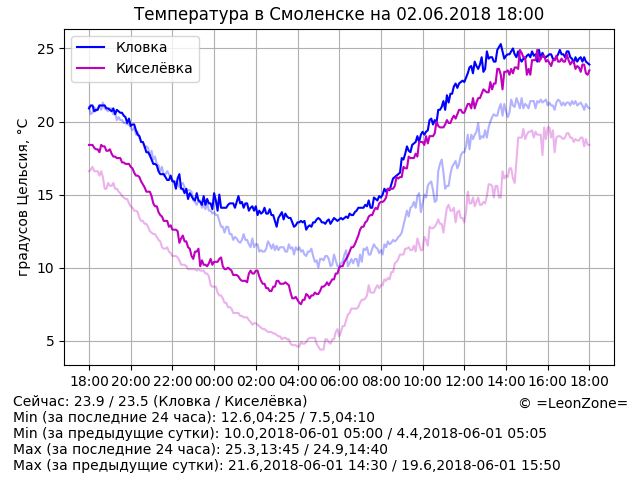 Температура в Смоленске на 02.06.2018 18:00
Кловка
Киселёвка
градусов Цельсия, °C
25
20
15
10
5
18:00 20:00 22:00 00:00 02:00 04:00 06:00 08:00 10:00 12:00 14:00 16:00 18:00
Сейчас: 23.9 / 23.5 (Кловка / Киселёвка)
© =LeonZone=
Min (за последние 24 часа): 12.6,04:25 / 7.5,04:10
Min (за предыдущие сутки): 10.0,2018-06-01 05:00 / 4.4,2018-06-01 05:05
Max (за последние 24 часа): 25.3,13:45 / 24.9,14:40
Max (за предыдущие сутки): 21.6,2018-06-01 14:30 / 19.6,2018-06-01 15:50